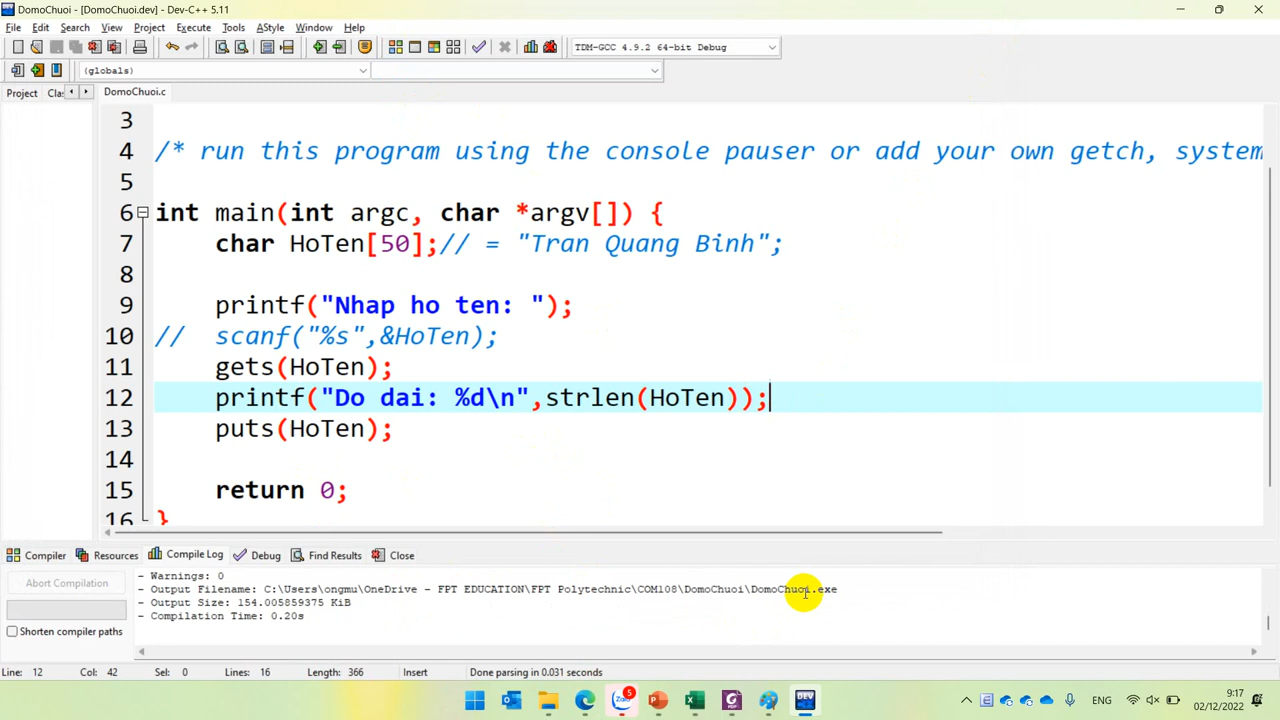 DomoChuoi - [DomoChuoi.dev] - Dev-C++ 5.11
File Edit Search View Project Execute Tools AStyle Window Help
TDM-GCC 4.9.2 64-bit Debug
(globals)
Project Clas DomoChuoi.c
3
4 /* run this program using the console pauser or add your own getch, system
5
6 int main(int argc, char *argv[]) {
7 char HoTen[50];// = "Tran Quang Binh";
8
9 printf("Nhap ho ten: ");
10 // scanf("%s",&HoTen);
11 gets(HoTen);
12 printf("Do dai: %d\n",strlen(HoTen));
13 puts(HoTen);
14
15 return 0;
16 }
Compiler Resources Compile Log Debug Find Results Close
Abort Compilation
Shorten compiler paths
- Warnings: 0
- Output Filename: C:\Users\ongmu\OneDrive - FPT EDUCATION\FPT Polytechnic\COM108\DomoChuoi\DomoChuoi.exe
- Output Size: 154.005859375 KiB
- Compilation Time: 0.20s
Line: 12 Col: 42 Sel: 0 Lines: 16 Length: 366 Insert Done parsing in 0.031 seconds
Zalo 5 DEV ENG 9:17
02/12/2022